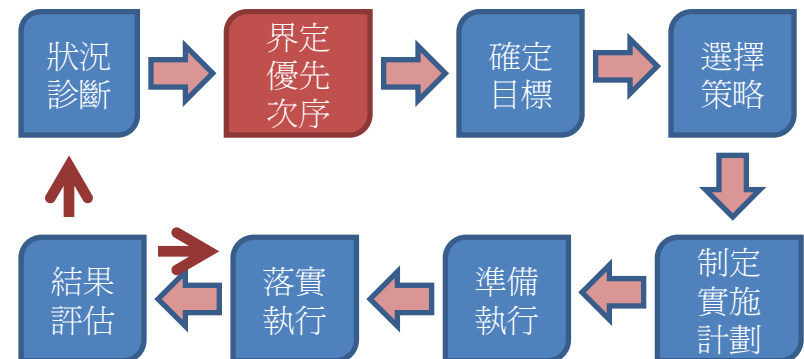 狀況
診斷
界定
優先
次序
確定
目標
選擇
策略
結果
評估
落實
執行
準備
執行
制定
實施
計劃